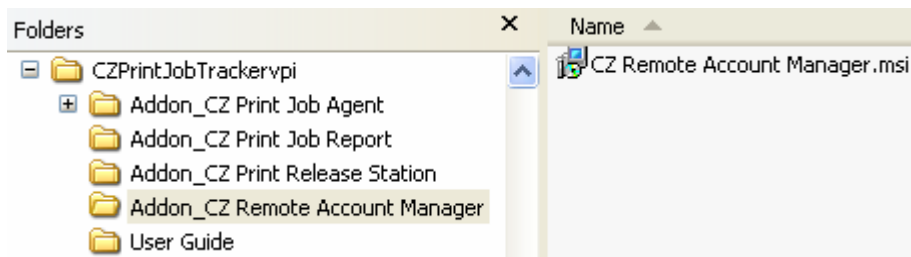 Folders
CZPrintJobTrackervpi
Addon_CZ Print Job Agent
Addon_CZ Print Job Report
Addon_CZ Print Release Station
Addon_CZ Remote Account Manager
User Guide
Name
CZ Remote Account Manager.msi